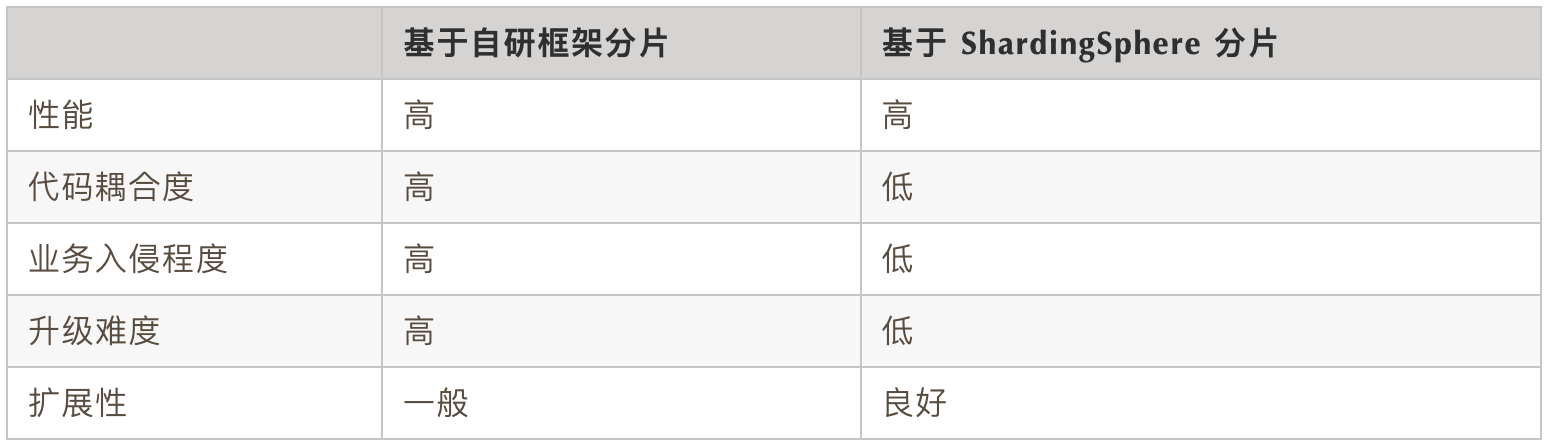 基于自研框架分片 基于 ShardingSphere 分片
性能 高 高
代码耦合度 高 低
业务入侵程度 高 低
升级难度 高 低
扩展性 一般 良好